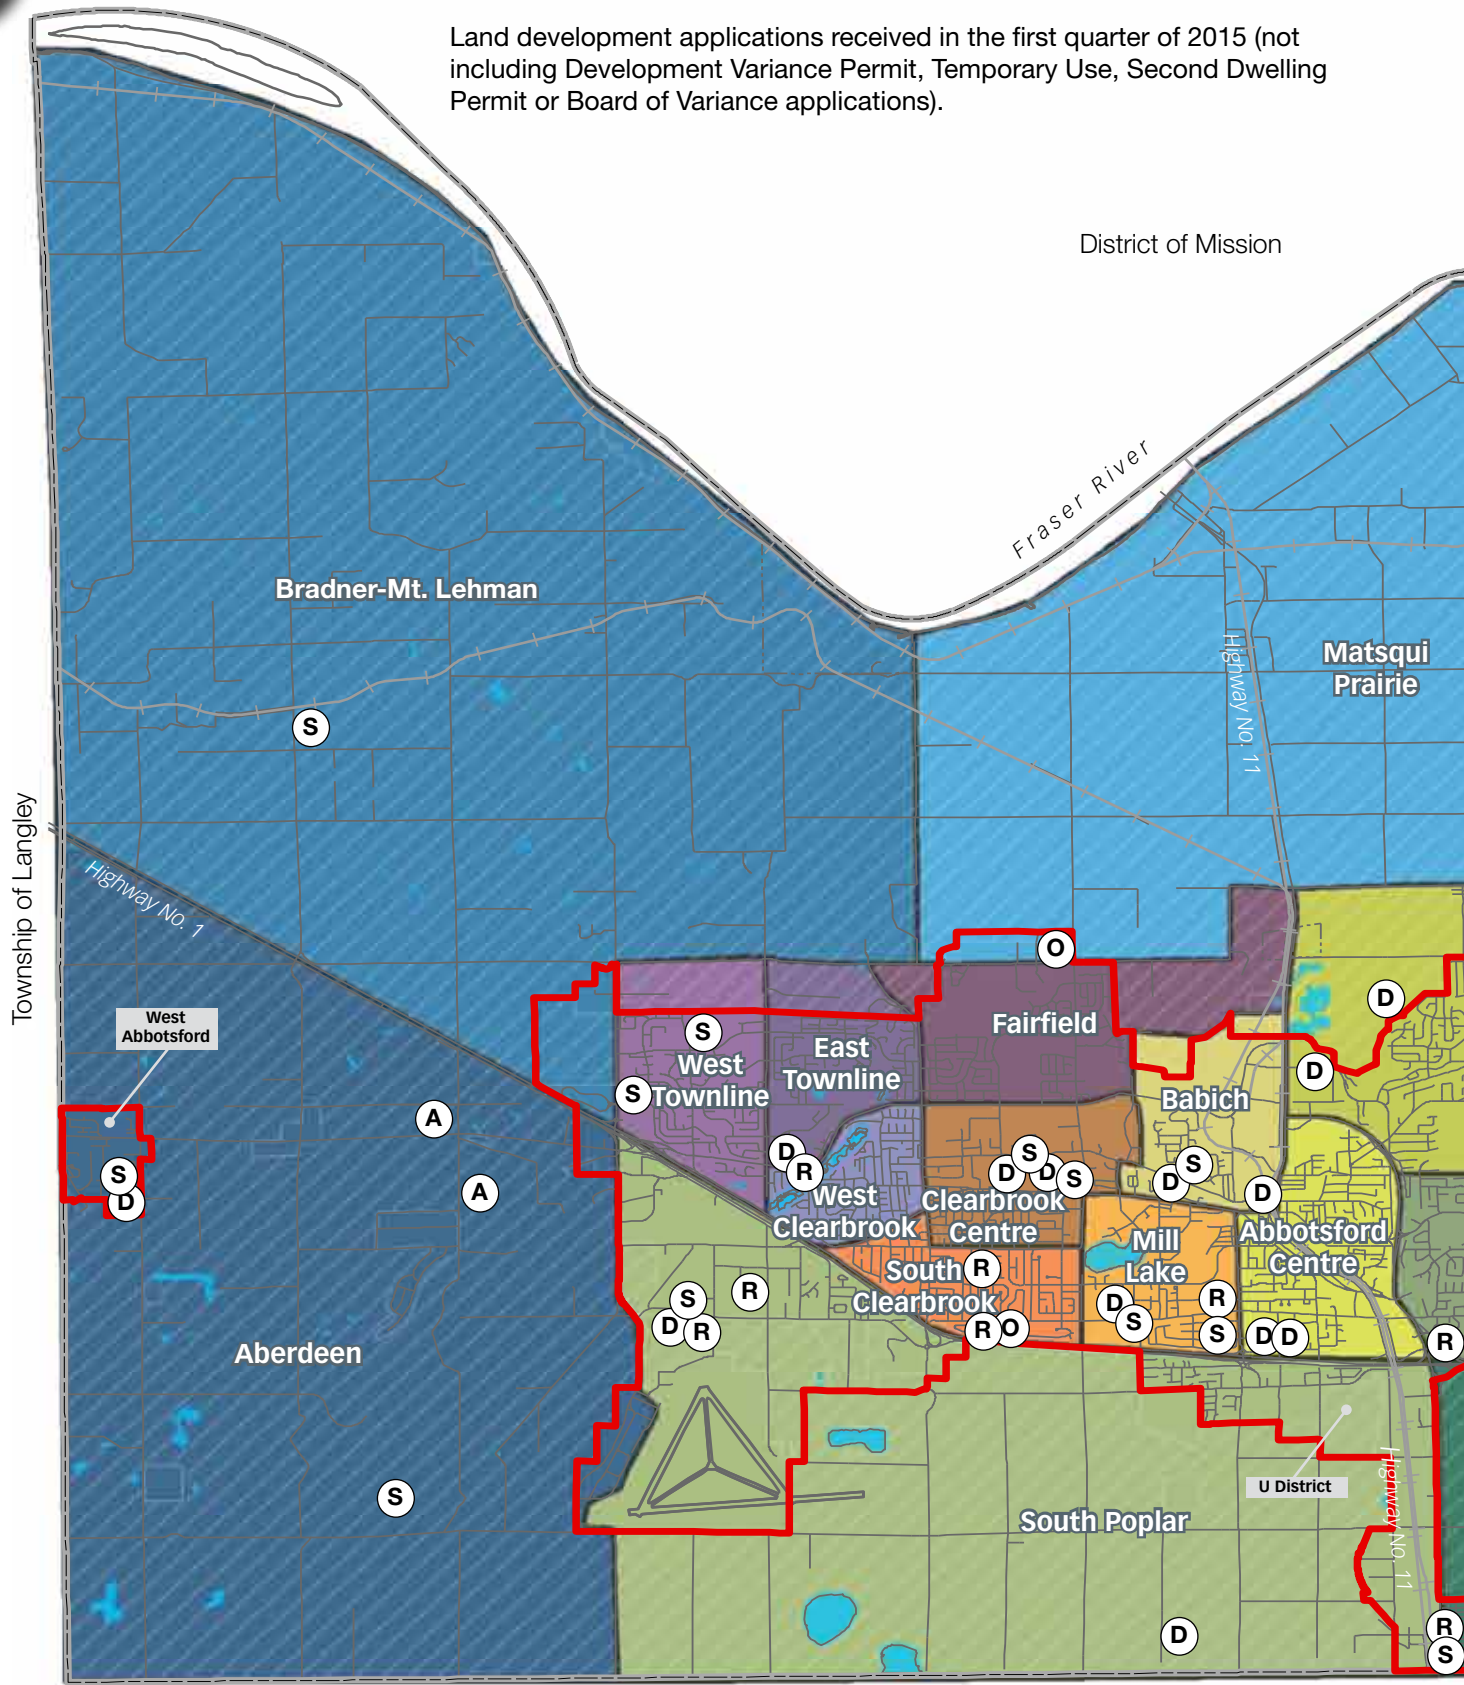 Land development applications received in the first quarter of 2015 (not
including Development Variance Permit, Temporary Use, Second Dwelling
Permit or Board of Variance applications).
District of Mission
Fraser River
Bradner-Mt. Lehman
Matsqui
Prairie
Highway No. 11
S
Township of Langley
Highway No. 1
O
D
West
Abbotsford
Fairfield
S
West
Townline
East
Townline
D
S
Babich
A
D
R
S
D
D
S
S
D
S
D
A
D
West
Clearbrook
Clearbrook
Centre
Abbotsford
Centre
Mill
Lake
South
Clearbrook
R
R
S
D
R
R
O
D
S
R
S
D
D
R
Aberdeen
U District
Highway No. 11
S
South Poplar
D
R
S